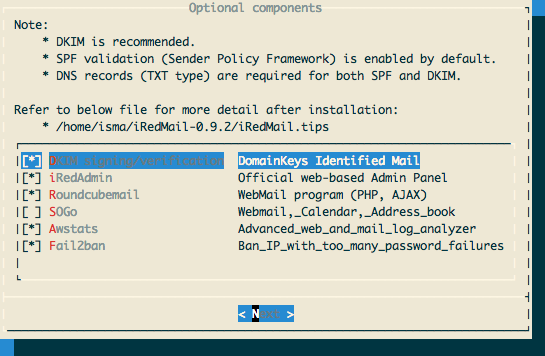 Optional components
Note:
* DKIM is recommended.
* SPF validation (Sender Policy Framework) is enabled by default.
* DNS records (TXT type) are required for both SPF and DKIM.
Refer to below file for more detail after installation:
* /home/isma/iRedMail-0.9.2/iRedMail.tips
[*] DKIM signing/verification DomainKeys Identified Mail
[*] iRedAdmin Official web-based Admin Panel
[*] Roundcubemail WebMail program (PHP, AJAX)
[ ] SOGo Webmail,_Calendar,_Address_book
[*] Awstats Advanced_web_and_mail_log_analyzer
[*] Fail2ban Ban_IP_with_too_many_password_failures
< Next >